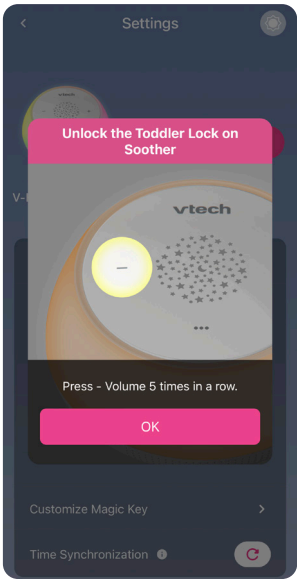 Settings
vtech
Unlock the Toddler Lock on
Soother
V-
vtech
Press - Volume 5 times in a row.
OK
Customize Magic Key
Time Synchronization